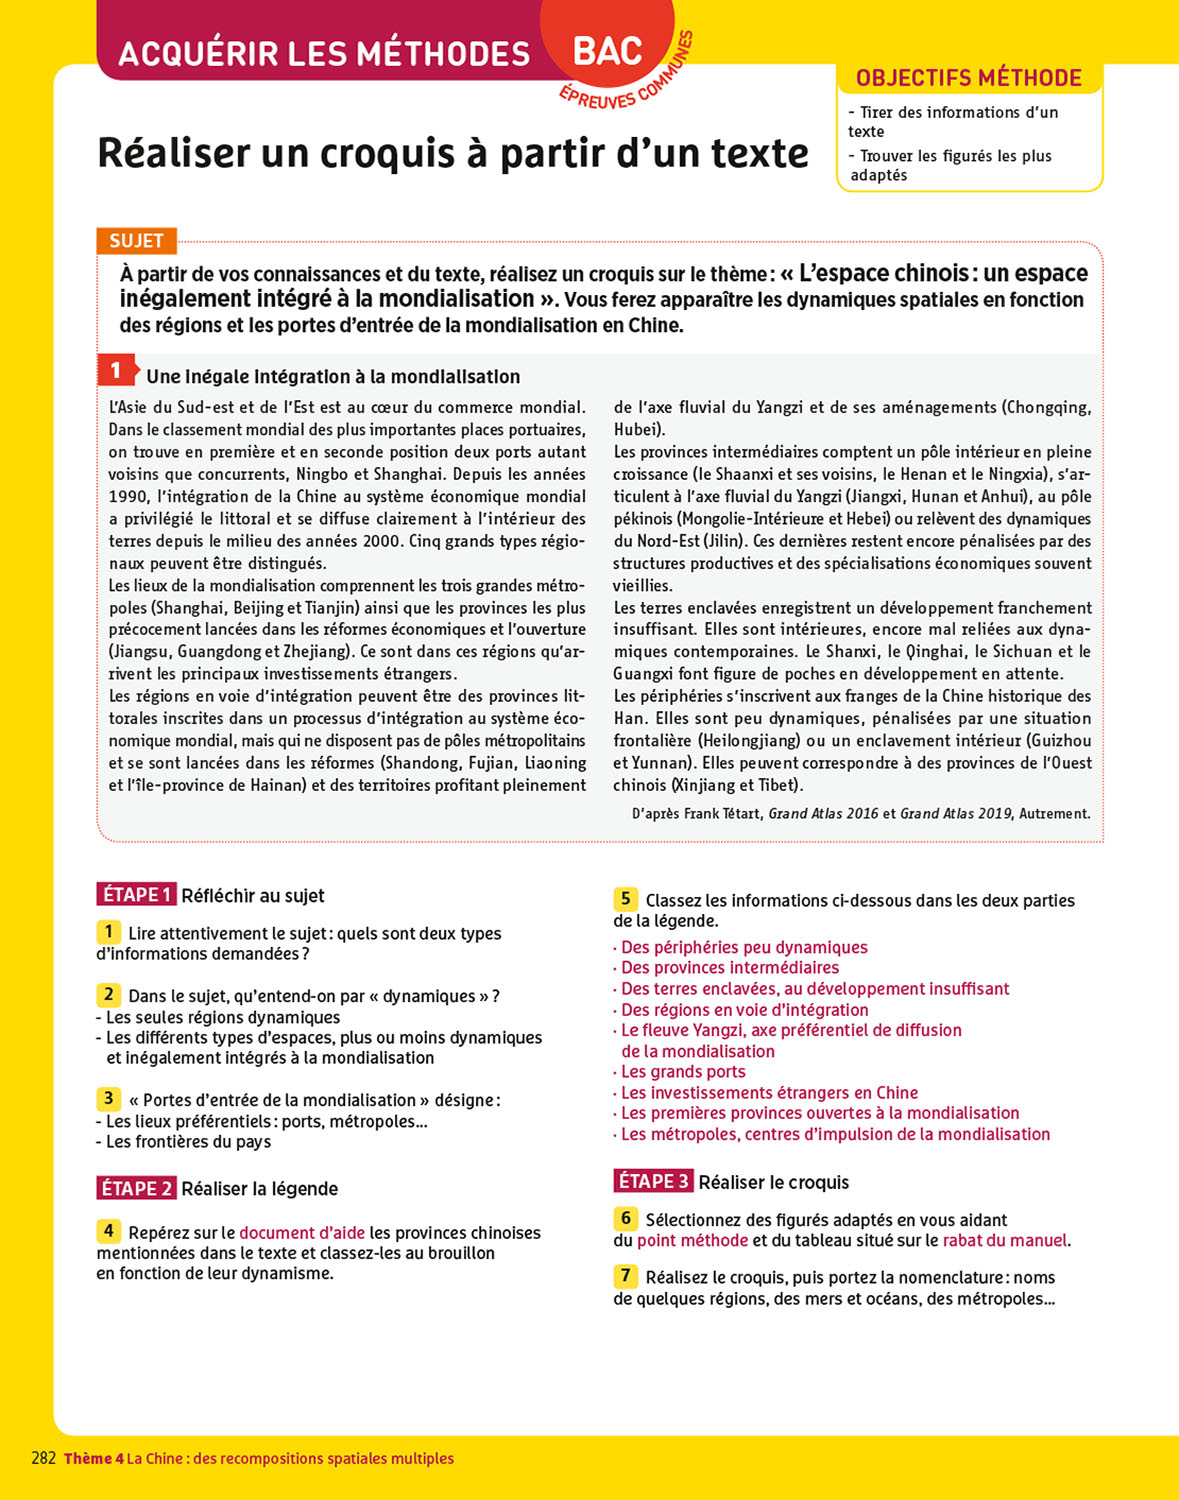 ACQUÉRIR LES MÉTHODES
BAC
ÉPREUVES COMMUNES
OBJECTIFS MÉTHODE
- Tirer des informations d'un
texte
- Trouver les figurés les plus
adaptés
Réaliser un croquis à partir d'un texte
SUJET
À partir de vos connaissances et du texte, réalisez un croquis sur le thème : « L'espace chinois : un espace
inégalement intégré à la mondialisation ». Vous ferez apparaître les dynamiques spatiales en fonction
des régions et les portes d'entrée de la mondialisation en Chine.
1 Une inégale intégration à la mondialisation
L'Asie du Sud-est et de l'Est est au cœur du commerce mondial.
Dans le classement mondial des plus importantes places portuaires,
on trouve en première et en seconde position deux ports autant
voisins que concurrents, Ningbo et Shanghai. Depuis les années
1990, l'intégration de la Chine au système économique mondial
a privilégié le littoral et se diffuse clairement à l'intérieur des
terres depuis le milieu des années 2000. Cinq grands types régio-
naux peuvent être distingués.
Les lieux de la mondialisation comprennent les trois grandes métro-
poles (Shanghai, Beijing et Tianjin) ainsi que les provinces les plus
précocement lancées dans les réformes économiques et l'ouverture
(Jiangsu, Guangdong et Zhejiang). Ce sont dans ces régions qu'ar-
rivent les principaux investissements étrangers.
Les régions en voie d'intégration peuvent être des provinces lit-
torales inscrites dans un processus d'intégration au système éco-
nomique mondial, mais qui ne disposent pas de pôles métropolitains
et se sont lancées dans les réformes (Shandong, Fujian, Liaoning
et l'île-province de Hainan) et des territoires profitant pleinement
de l'axe fluvial du Yangzi et de ses aménagements (Chongqing,
Hubei).
Les provinces intermédiaires comptent un pôle intérieur en pleine
croissance (le Shaanxi et ses voisins, le Henan et le Ningxia), s'ar-
ticulent à l'axe fluvial du Yangzi (Jiangxi, Hunan et Anhui), au pôle
pékinois (Mongolie-Intérieure et Hebei) ou relèvent des dynamiques
du Nord-Est (Jilin). Ces dernières restent encore pénalisées par des
structures productives et des spécialisations économiques souvent
vieillies.
Les terres enclavées enregistrent un développement franchement
insuffisant. Elles sont intérieures, encore mal reliées aux dyna-
miques contemporaines. Le Shanxi, le Qinghai, le Sichuan et le
Guangxi font figure de poches en développement en attente.
Les périphéries s'inscrivent aux franges de la Chine historique des
Han. Elles sont peu dynamiques, pénalisées par une situation
frontalière (Heilongjiang) ou un enclavement intérieur (Guizhou
et Yunnan). Elles peuvent correspondre à des provinces de l'Ouest
chinois (Xinjiang et Tibet).
D'après Frank Tétart, Grand Atlas 2016 et Grand Atlas 2019, Autrement.
ÉTAPE 1 Réfléchir au sujet
1 Lire attentivement le sujet : quels sont deux types
d'informations demandées ?
2 Dans le sujet, qu'entend-on par « dynamiques » ?
- Les seules régions dynamiques
- Les différents types d'espaces, plus ou moins dynamiques
et inégalement intégrés à la mondialisation
3 « Portes d'entrée de la mondialisation » désigne :
- Les lieux préférentiels : ports, métropoles...
- Les frontières du pays
ÉTAPE 2 Réaliser la légende
4 Repérez sur le document d'aide les provinces chinoises
mentionnées dans le texte et classez-les au brouillon
en fonction de leur dynamisme.
5 Classez les informations ci-dessous dans les deux parties
de la légende.
· Des périphéries peu dynamiques
· Des provinces intermédiaires
· Des terres enclavées, au développement insuffisant
· Des régions en voie d'intégration
· Le fleuve Yangzi, axe préférentiel de diffusion
de la mondialisation
· Les grands ports
· Les investissements étrangers en Chine
· Les premières provinces ouvertes à la mondialisation
· Les métropoles, centres d'impulsion de la mondialisation
ÉTAPE 3 Réaliser le croquis
6 Sélectionnez des figurés adaptés en vous aidant
du point méthode et du tableau situé sur le rabat du manuel.
7 Réalisez le croquis, puis portez la nomenclature : noms
de quelques régions, des mers et océans, des métropoles...
282 Thème 4 La Chine : des recompositions spatiales multiples